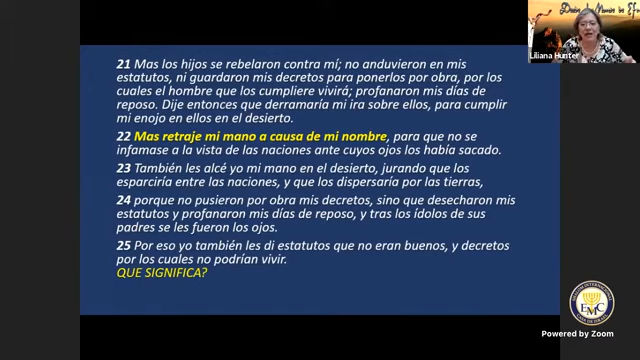 21 Mas los hijos se rebelaron contra mí; no anduvieron en mis
estatutos, ni guardaron mis decretos para ponerlos por obra, por los
cuales el hombre que los cumpliere vivirá; profanaron mis días de
reposo. Dije entonces que derramaría mi ira sobre ellos, para cumplir
mi enojo en ellos en el desierto.
22 Mas retraje mi mano a causa de mi nombre, para que no se
infamase a la vista de las naciones ante cuyos ojos los había sacado.
23 También les alcé yo mi mano en el desierto, jurando que los
esparciría entre las naciones, y que los dispersaría por las tierras,
24 porque no pusieron por obra mis decretos, sino que desecharon mis
estatutos y profanaron mis días de reposo, y tras los ídolos de sus
padres se les fueron los ojos.
25 Por eso yo también les di estatutos que no eran buenos, y decretos
por los cuales no podrían vivir.
QUE SIGNIFICA?
Liliana Hunter
EMC
Powered by Zoom